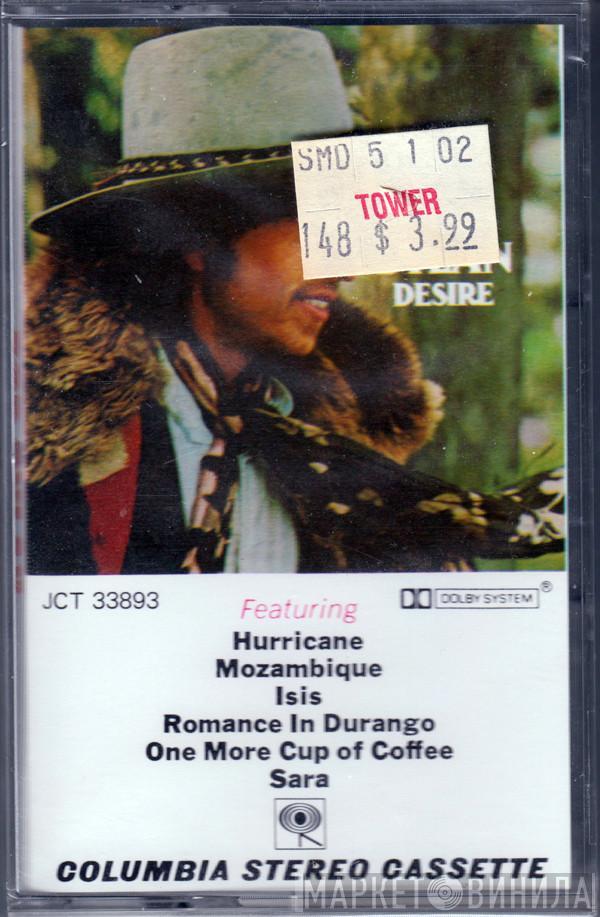 SMD 5 1 02
TOWER
148 $ 3.99
DESIRE
JCT 33893
Featuring
DOLBY SYSTEM ®
Hurricane
Mozambique
Isis
Romance In Durango
One More Cup of Coffee
Sara
COLUMBIA STEREO CASSETTE
МАРКЕТ ВИНИЛА